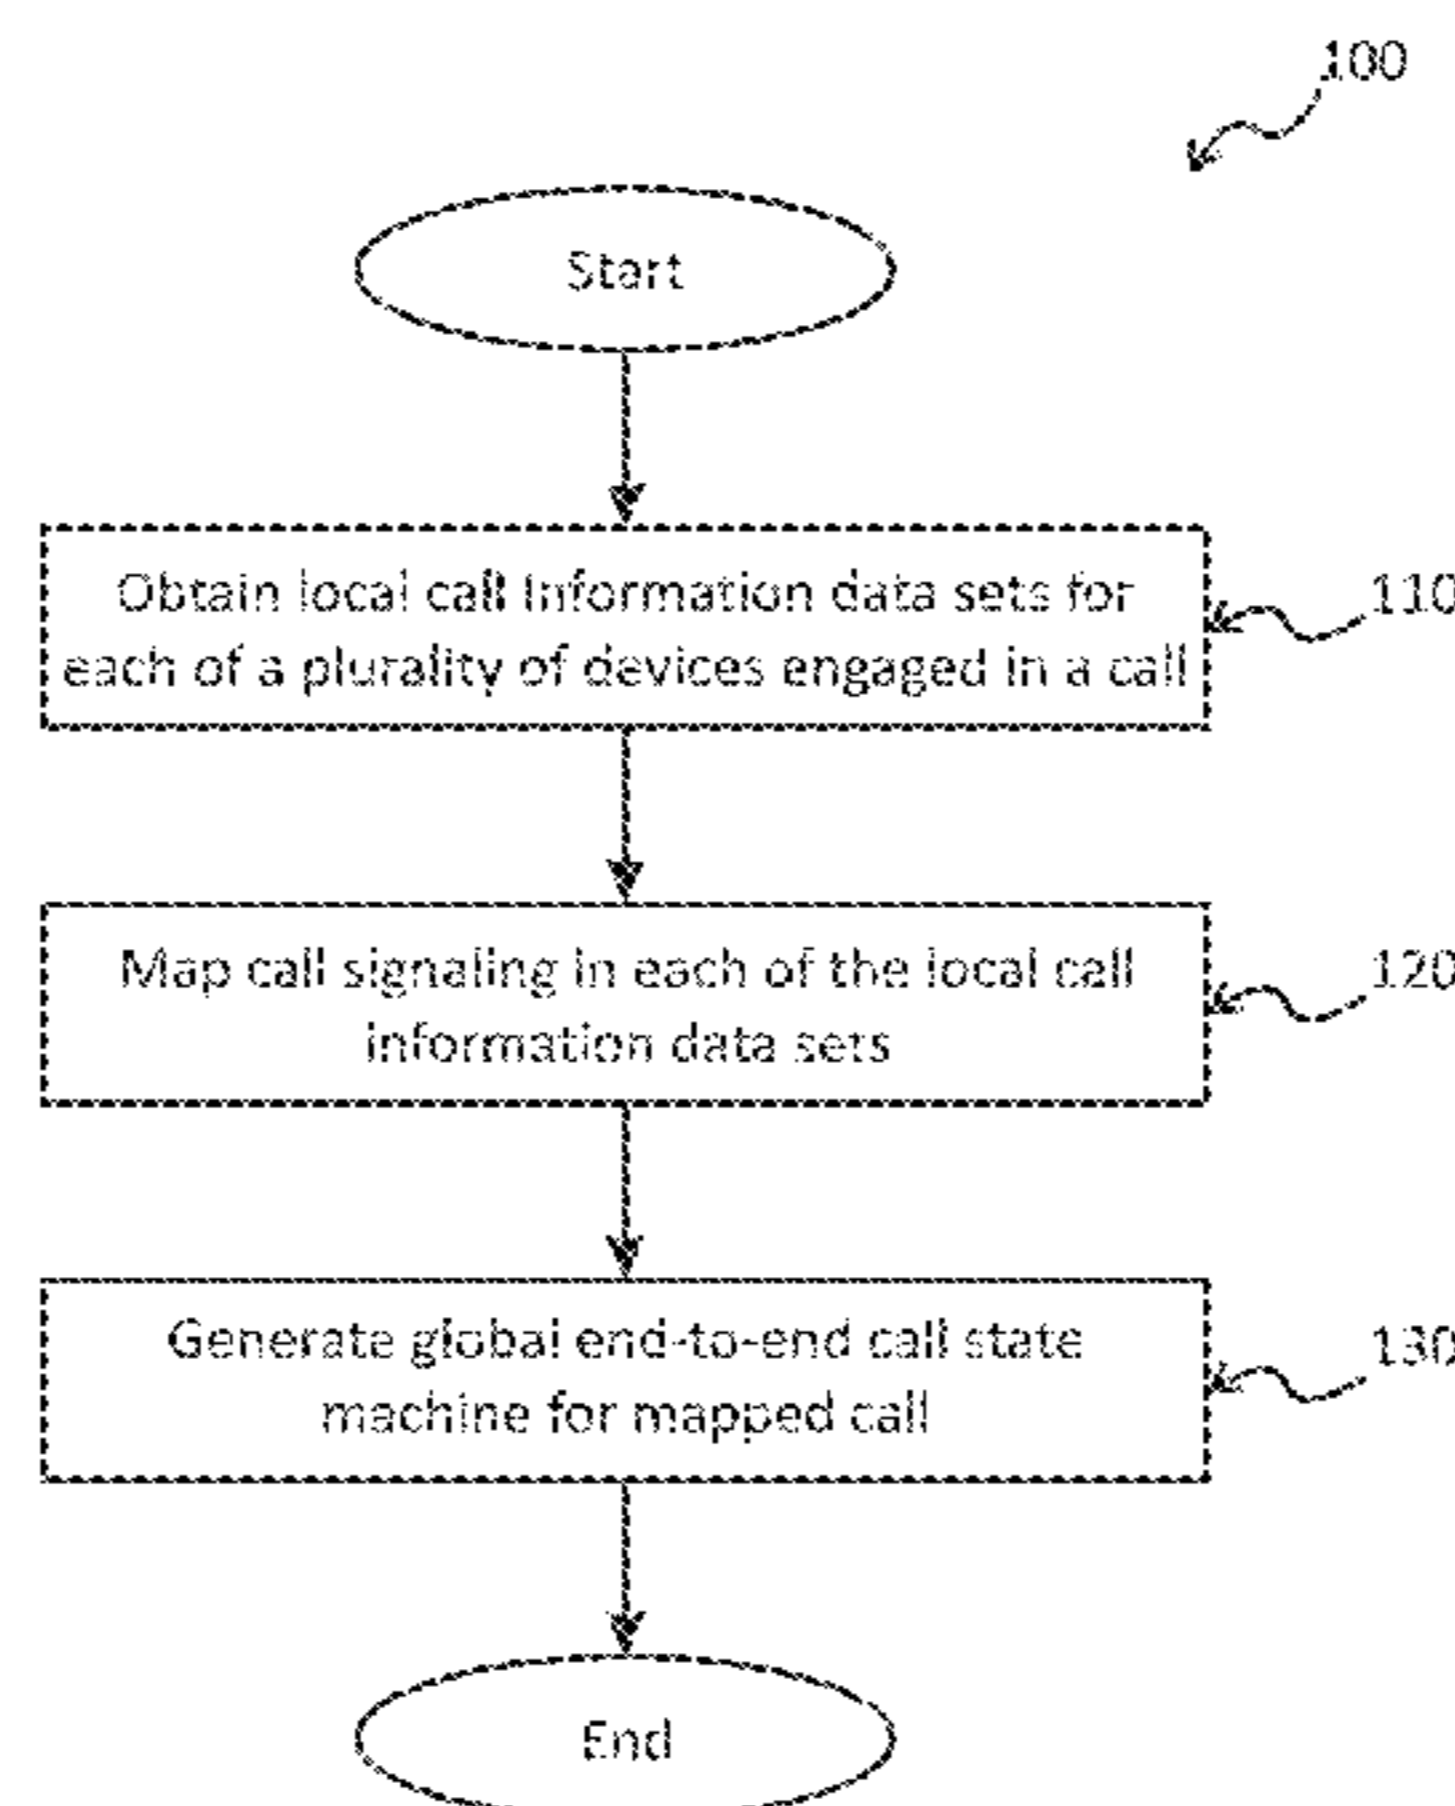 100
Start
Obtain local call Information data sets for
each of a plurality of devices engaged in a call
110
Map call signaling in each of the local call
information data sets
120
Generate global end-to-end call state
machine for mapped call
130
End